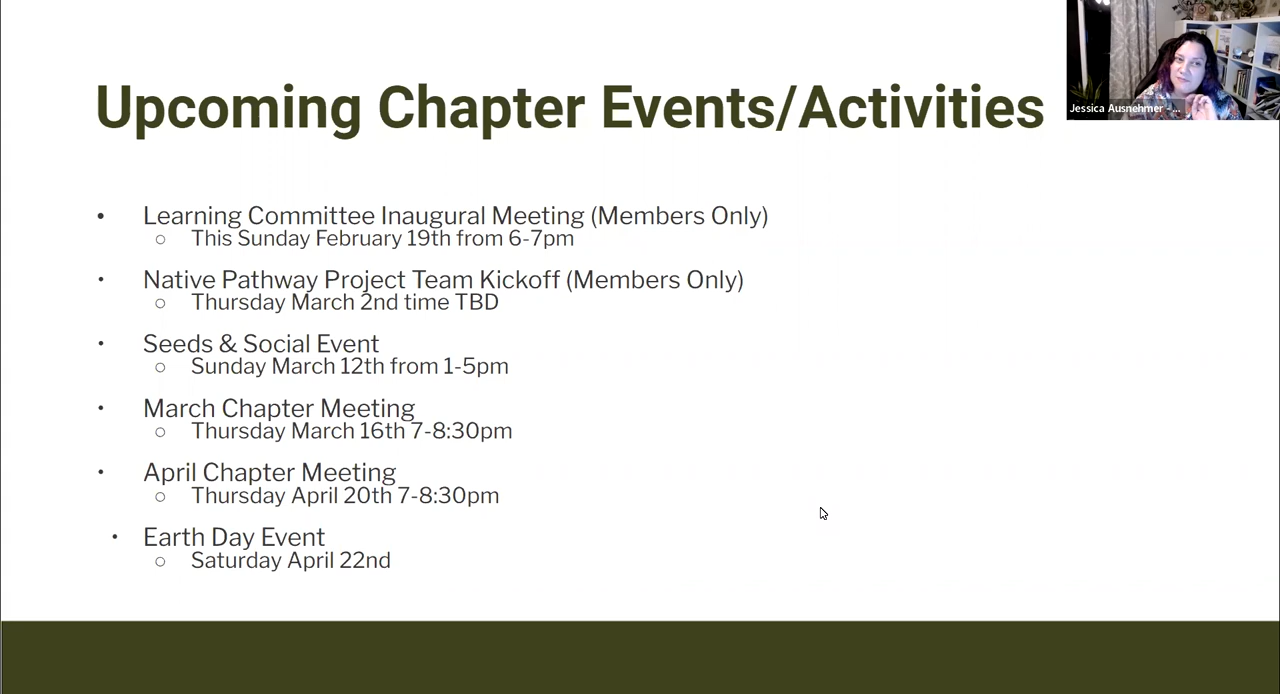 Upcoming Chapter Events/Activities
Jessica Ausnehmer - ...
• Learning Committee Inaugural Meeting (Members Only)
○ This Sunday February 19th from 6-7pm
• Native Pathway Project Team Kickoff (Members Only)
○ Thursday March 2nd time TBD
• Seeds & Social Event
○ Sunday March 12th from 1-5pm
• March Chapter Meeting
○ Thursday March 16th 7-8:30pm
• April Chapter Meeting
○ Thursday April 20th 7-8:30pm
• Earth Day Event
○ Saturday April 22nd